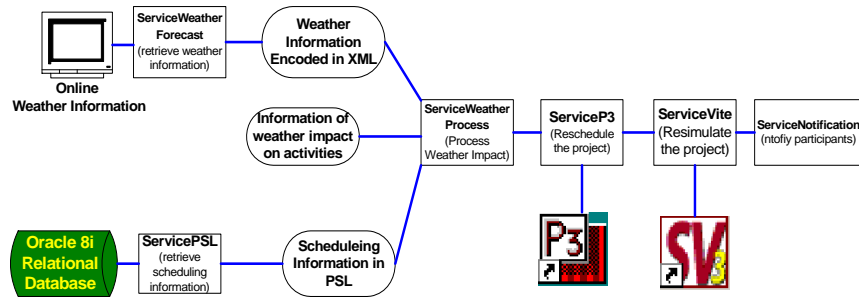 Online
Weather Information
ServiceWeather
Forecast
(retrieve weather
information)
Weather
Information
Encoded in XML
Information of
weather impact
on activities
Oracle 8i
Relational
Database
ServicePSL
(retrieve
scheduling
information)
Scheduleing
Information in
PSL
ServiceWeather
Process
(Process
Weather Impact)
ServiceP3
(Reschedule
the project)
P3
ServiceVite
(Resimulate
the project)
SV3
ServiceNotification
(ntofiy participants)